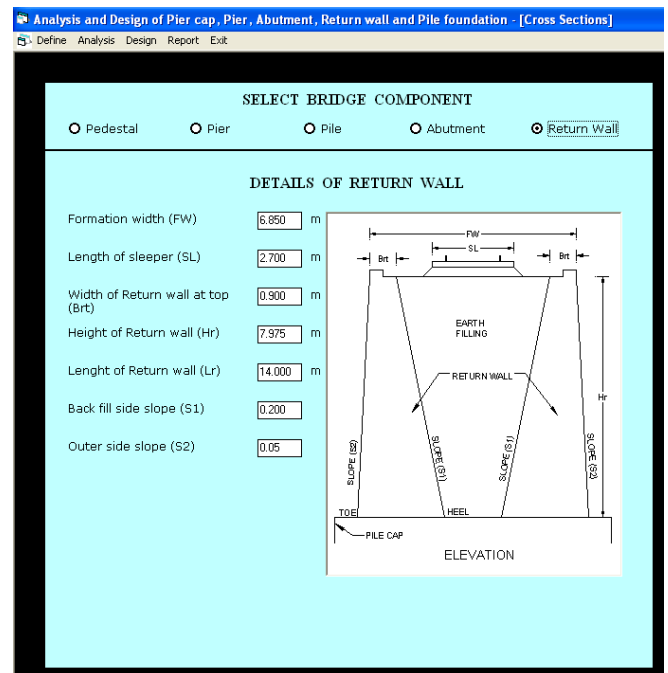 Analysis and Design of Pier cap, Pier, Abutment, Return wall and Pile foundation - [Cross Sections]
Define Analysis Design Report Exit
SELECT BRIDGE COMPONENT
Pedestal Pier Pile Abutment Return Wall
DETAILS OF RETURN WALL
Formation width (FW) 6.850 m
Length of sleeper (SL) 2.700 m
Width of Return wall at top (Brt) 0.900 m
Height of Return wall (Hr) 7.975 m
Lenght of Return wall (Lr) 14.000 m
Back fill side slope (S1) 0.200
Outer side slope (S2) 0.05
FW
SL
Brt Brt
EARTH
FILLING
RETURN WALL
Hr
SLOPE (S2)
SLOPE (S1)
SLOPE (S1)
SLOPE (S2)
TOE HEEL
PILE CAP
ELEVATION